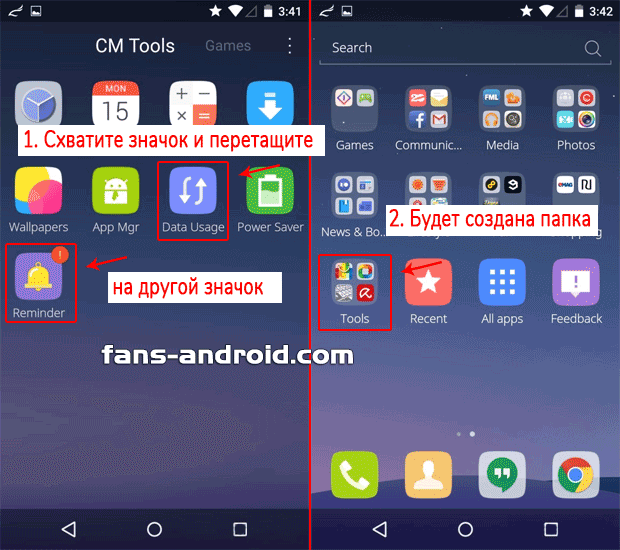 3:41
CM Tools Games
MON
15
1. Схватите значок и перетащите
Wallpapers App Mgr Data Usage Power Saver
!
Reminder
на другой значок
3:42
Search
Games Communic... Media Photos
FML
f M
eMAG
News & Bo...
2. Будет создана папка
Tools Recent All apps Feedback
!
fans-android.com